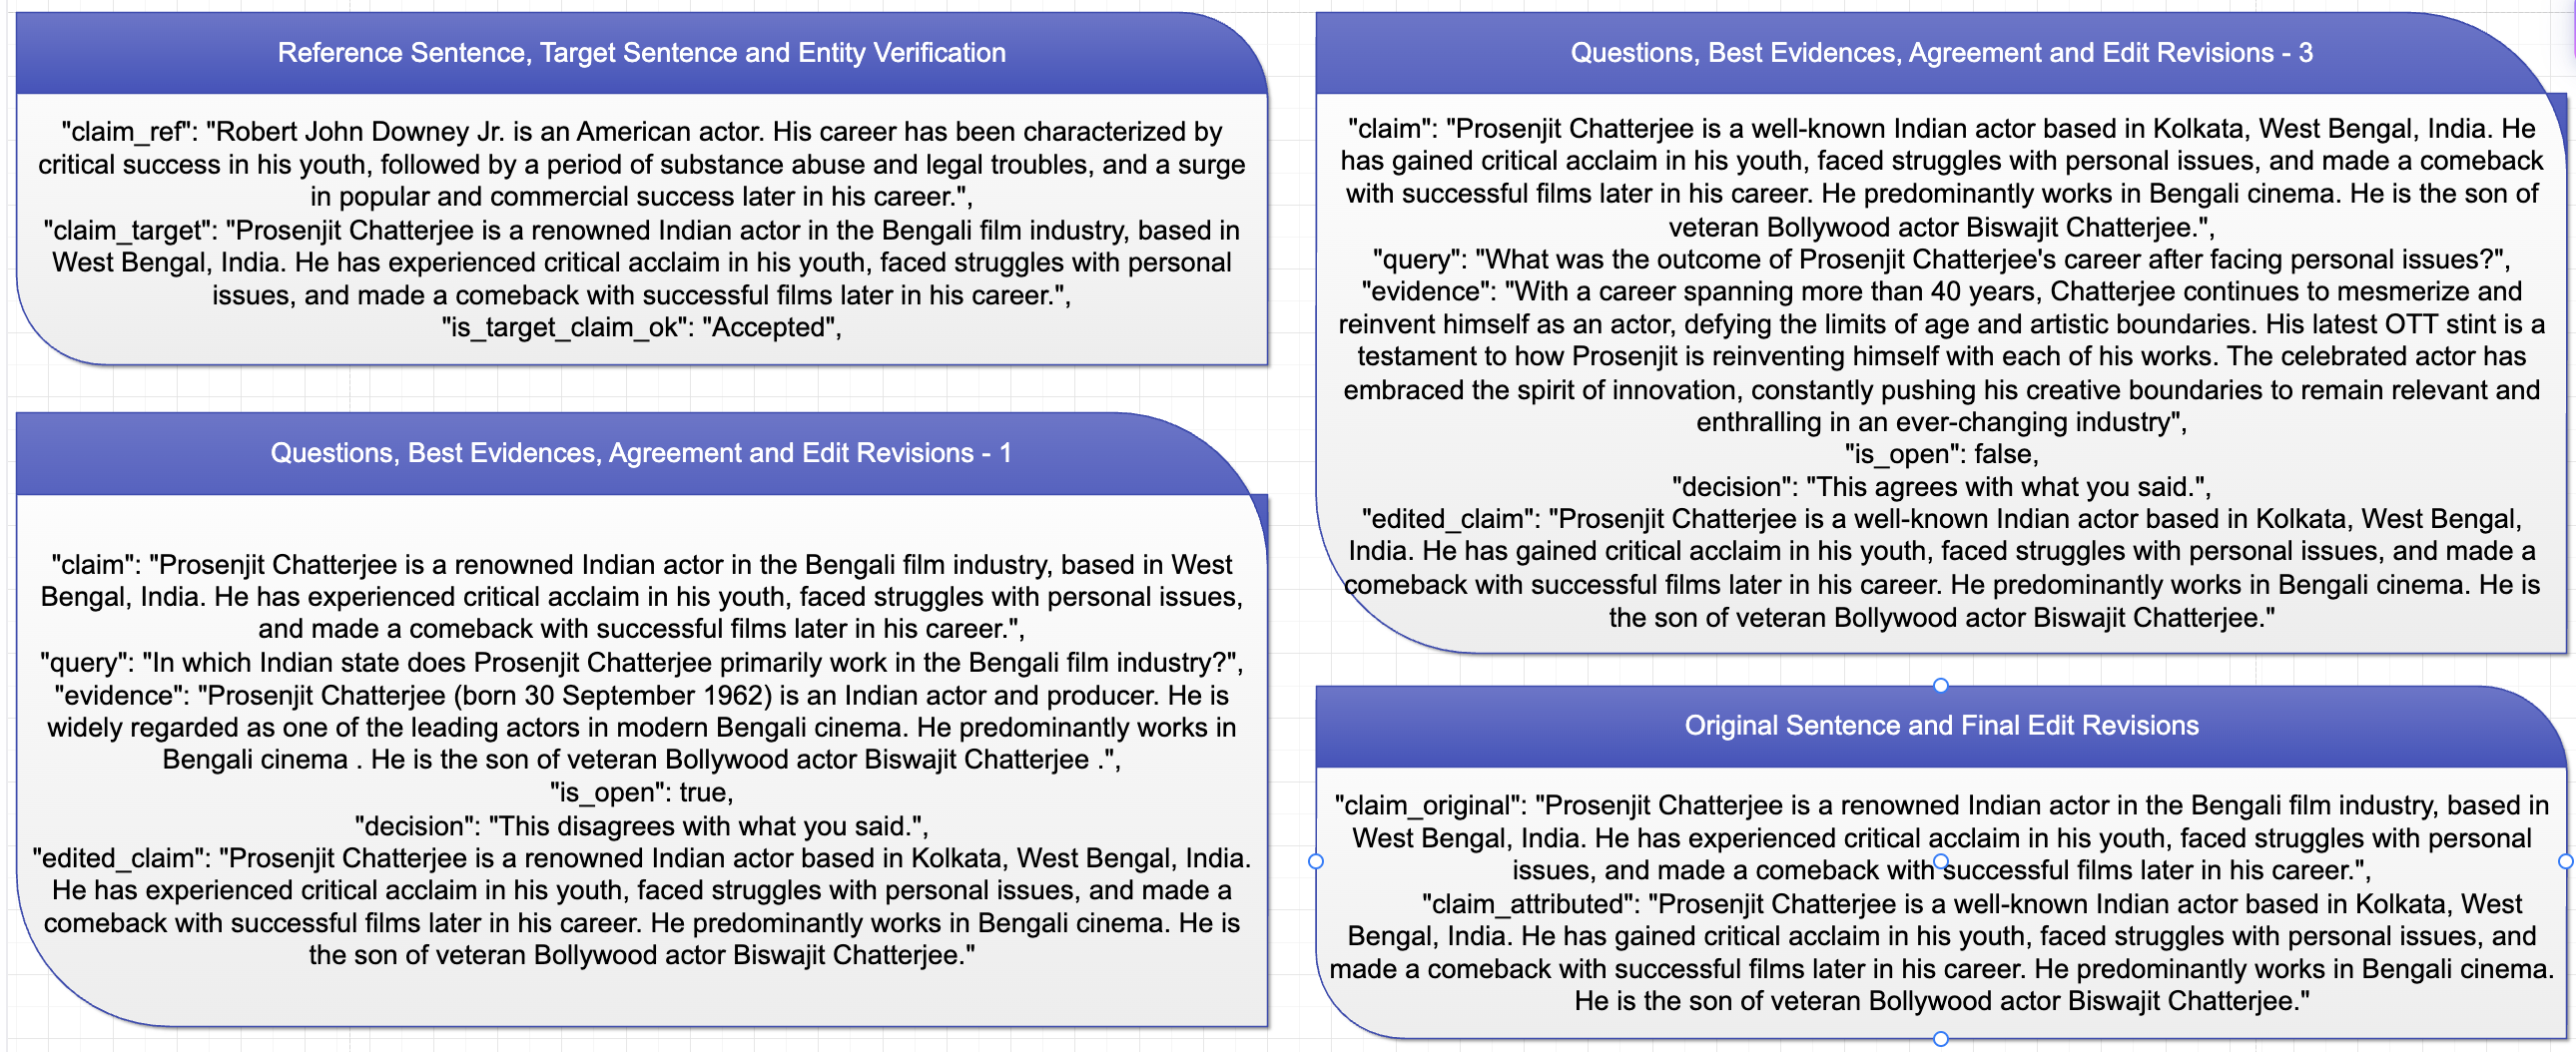 Reference Sentence, Target Sentence and Entity Verification
"claim_ref": "Robert John Downey Jr. is an American actor. His career has been characterized by
critical success in his youth, followed by a period of substance abuse and legal troubles, and a surge
in popular and commercial success later in his career.",
"claim_target": "Prosenjit Chatterjee is a renowned Indian actor in the Bengali film industry, based in
West Bengal, India. He has experienced critical acclaim in his youth, faced struggles with personal
issues, and made a comeback with successful films later in his career.",
"is_target_claim_ok": "Accepted",
Questions, Best Evidences, Agreement and Edit Revisions - 1
"claim": "Prosenjit Chatterjee is a renowned Indian actor in the Bengali film industry, based in West
Bengal, India. He has experienced critical acclaim in his youth, faced struggles with personal issues,
and made a comeback with successful films later in his career.",
"query": "In which Indian state does Prosenjit Chatterjee primarily work in the Bengali film industry?",
"evidence": "Prosenjit Chatterjee (born 30 September 1962) is an Indian actor and producer. He is
widely regarded as one of the leading actors in modern Bengali cinema. He predominantly works in
Bengali cinema . He is the son of veteran Bollywood actor Biswajit Chatterjee .",
"is_open": true,
"decision": "This disagrees with what you said.",
"edited_claim": "Prosenjit Chatterjee is a renowned Indian actor based in Kolkata, West Bengal, India.
He has experienced critical acclaim in his youth, faced struggles with personal issues, and made a
comeback with successful films later in his career. He predominantly works in Bengali cinema. He is
the son of veteran Bollywood actor Biswajit Chatterjee."
Questions, Best Evidences, Agreement and Edit Revisions - 3
"claim": "Prosenjit Chatterjee is a well-known Indian actor based in Kolkata, West Bengal, India. He
has gained critical acclaim in his youth, faced struggles with personal issues, and made a comeback
with successful films later in his career. He predominantly works in Bengali cinema. He is the son of
veteran Bollywood actor Biswajit Chatterjee.",
"query": "What was the outcome of Prosenjit Chatterjee's career after facing personal issues?",
"evidence": "With a career spanning more than 40 years, Chatterjee continues to mesmerize and
reinvent himself as an actor, defying the limits of age and artistic boundaries. His latest OTT stint is a
testament to how Prosenjit is reinventing himself with each of his works. The celebrated actor has
embraced the spirit of innovation, constantly pushing his creative boundaries to remain relevant and
enthralling in an ever-changing industry",
"is_open": false,
"decision": "This agrees with what you said.",
"edited_claim": "Prosenjit Chatterjee is a well-known Indian actor based in Kolkata, West Bengal,
India. He has gained critical acclaim in his youth, faced struggles with personal issues, and made a
comeback with successful films later in his career. He predominantly works in Bengali cinema. He is
the son of veteran Bollywood actor Biswajit Chatterjee."
Original Sentence and Final Edit Revisions
"claim_original": "Prosenjit Chatterjee is a renowned Indian actor in the Bengali film industry, based in
West Bengal, India. He has experienced critical acclaim in his youth, faced struggles with personal
issues, and made a comeback with successful films later in his career.",
"claim_attributed": "Prosenjit Chatterjee is a well-known Indian actor based in Kolkata, West
Bengal, India. He has gained critical acclaim in his youth, faced struggles with personal issues, and
made a comeback with successful films later in his career. He predominantly works in Bengali cinema.
He is the son of veteran Bollywood actor Biswajit Chatterjee."